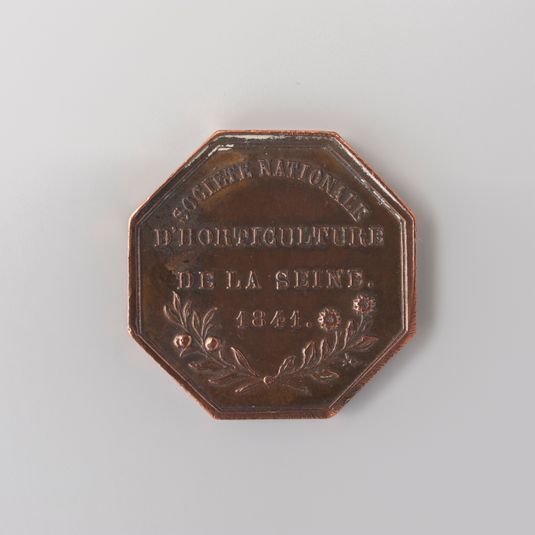 SOCIÉTÉ NATIONALE
D'HORTICULTURE
DE LA SEINE.
1841.